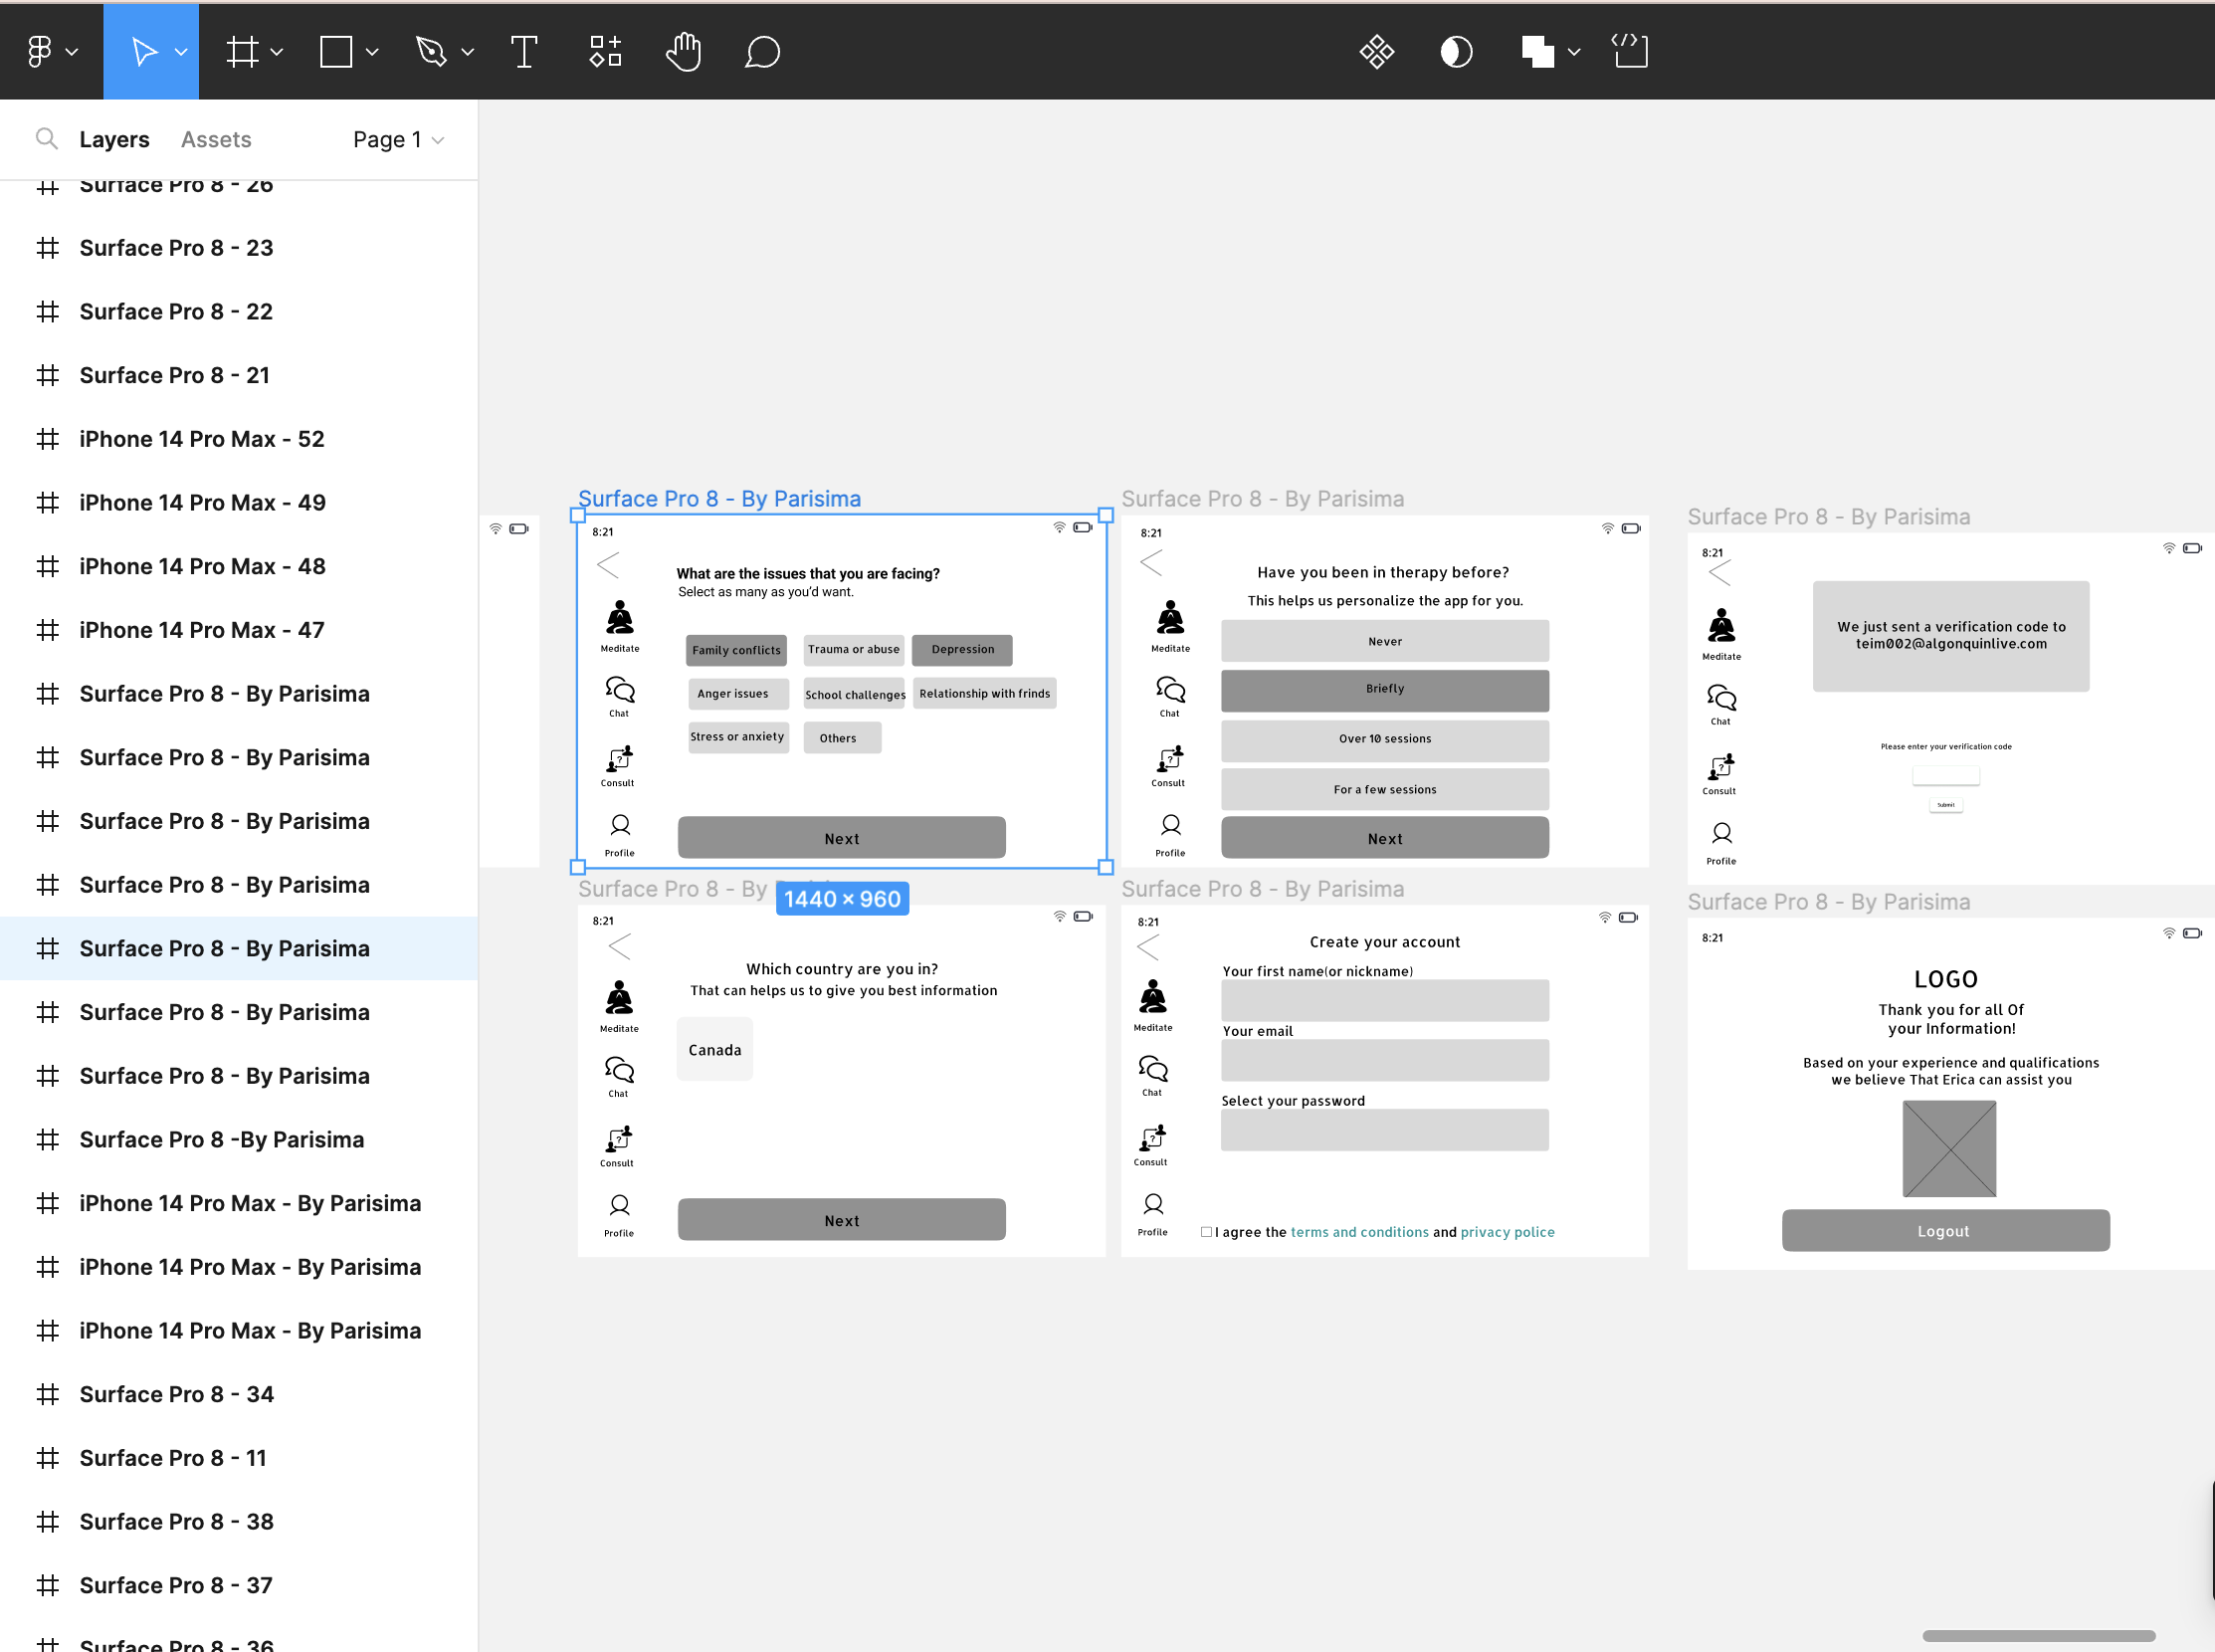 Layers
Assets
Page 1
Surface Pro 8 - 26
Surface Pro 8 - 23
Surface Pro 8 - 22
Surface Pro 8 - 21
iPhone 14 Pro Max - 52
iPhone 14 Pro Max - 49
iPhone 14 Pro Max - 48
iPhone 14 Pro Max - 47
Surface Pro 8 - By Parisima
Surface Pro 8 - By Parisima
Surface Pro 8 - By Parisima
Surface Pro 8 - By Parisima
Surface Pro 8 - By Parisima
Surface Pro 8 - By Parisima
Surface Pro 8 - By Parisima
Surface Pro 8 -By Parisima
iPhone 14 Pro Max - By Parisima
iPhone 14 Pro Max - By Parisima
iPhone 14 Pro Max - By Parisima
Surface Pro 8 - 34
Surface Pro 8 - 11
Surface Pro 8 - 38
Surface Pro 8 - 37
Surface Pro 8 - 36
Surface Pro 8 - By Parisima
8:21
What are the issues that you are facing?
Select as many as you'd want.
Family conflicts
Trauma or abuse
Depression
Anger issues
School challenges
Relationship with frinds
Stress or anxiety
Others
Meditate
Chat
Consult
Profile
Next
Surface Pro 8 - By Parisima
8:21
Have you been in therapy before?
This helps us personalize the app for you.
Never
Briefly
Over 10 sessions
For a few sessions
Next
Meditate
Chat
Consult
Profile
Surface Pro 8 - By Parisima
8:21
We just sent a verification code to
teim002@algonquinlive.com
Please enter your verification code
Submit
Meditate
Chat
Consult
Profile
Surface Pro 8 - By
1440 × 960
8:21
Which country are you in?
That can helps us to give you best information
Canada
Meditate
Chat
Consult
Profile
Next
Surface Pro 8 - By Parisima
8:21
Create your account
Your first name(or nickname)
Your email
Select your password
Meditate
Chat
Consult
Profile
I agree the terms and conditions and privacy police
Surface Pro 8 - By Parisima
8:21
LOGO
Thank you for all Of
your Information!
Based on your experience and qualifications
we believe That Erica can assist you
Logout